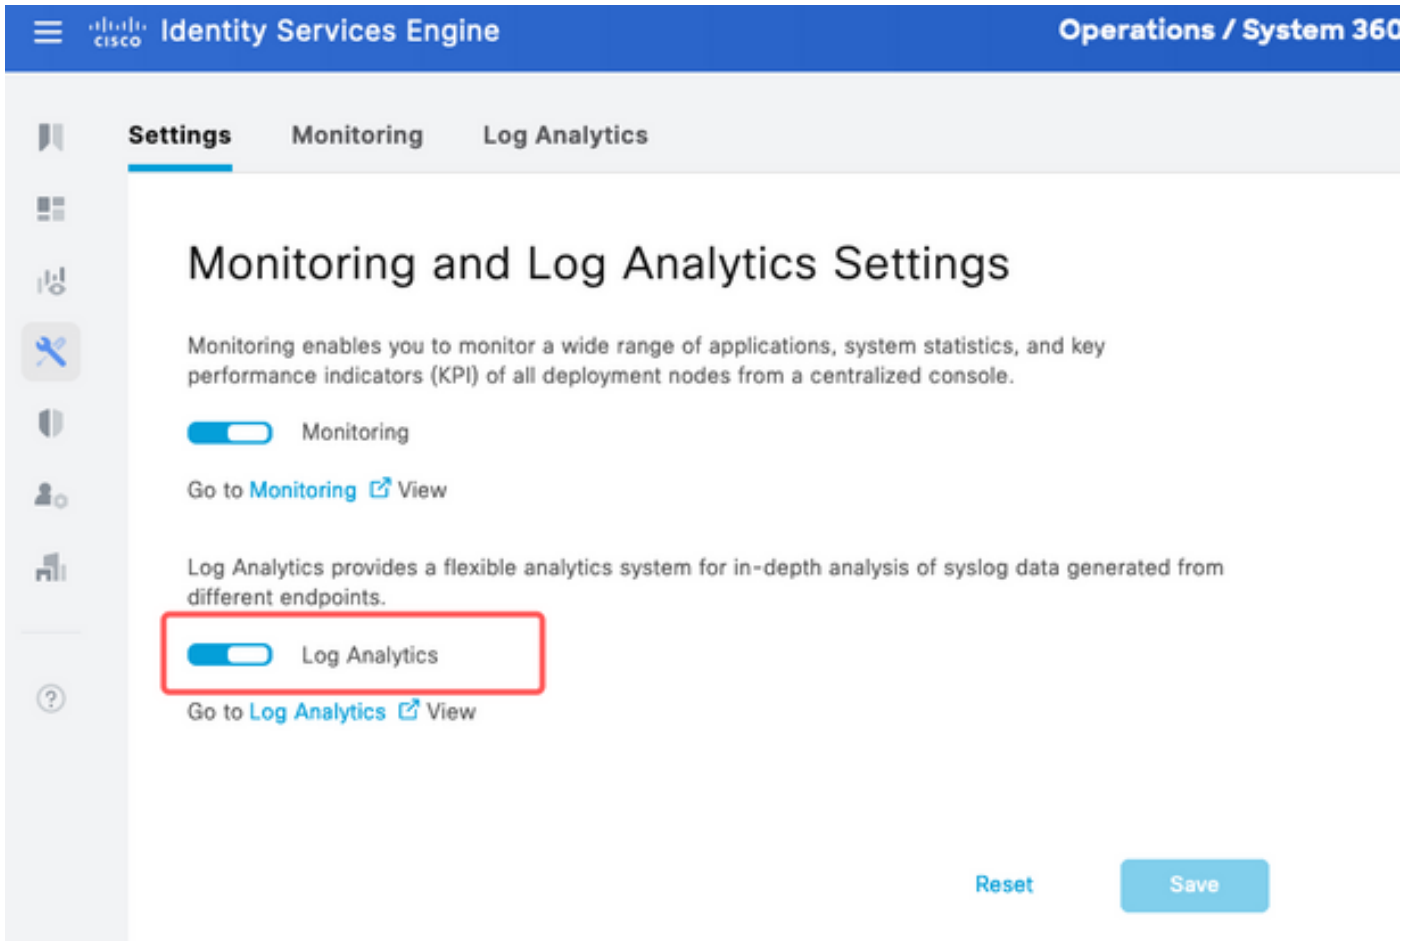 CISCO Identity Services Engine
Operations / System 360
Settings Monitoring Log Analytics
Monitoring and Log Analytics Settings
Monitoring enables you to monitor a wide range of applications, system statistics, and key
performance indicators (KPI) of all deployment nodes from a centralized console.
Monitoring
Go to Monitoring View
Log Analytics provides a flexible analytics system for in-depth analysis of syslog data generated from
different endpoints.
Log Analytics
Go to Log Analytics View
?
Reset Save